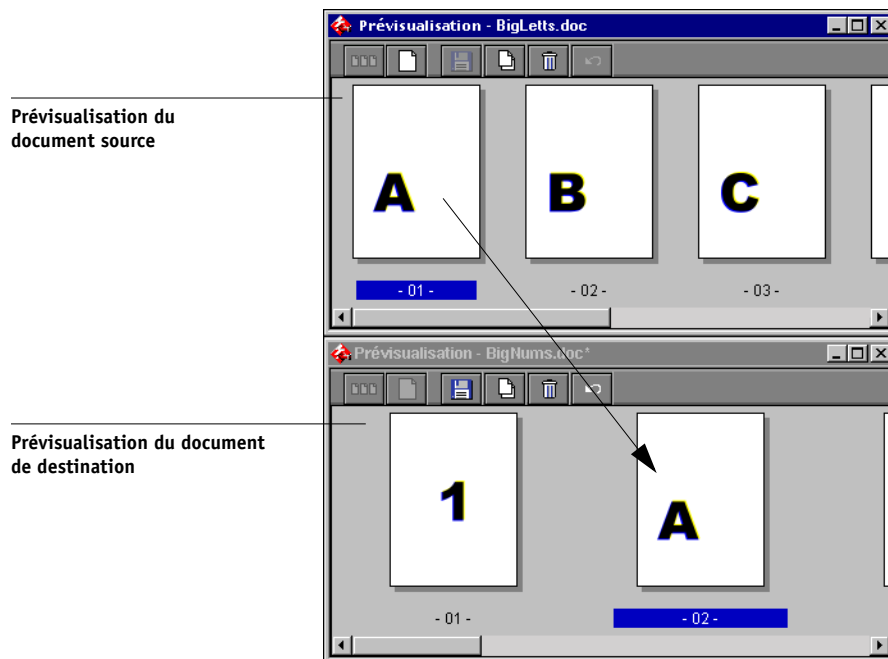 Prévisualisation - BigLetts.doc
Prévisualisation du
document source
A B C
- 01 - - 02 - - 03 -
Prévisualisation - BigNums.doc*
Prévisualisation du document
de destination
1 A
- 01 - - 02 -